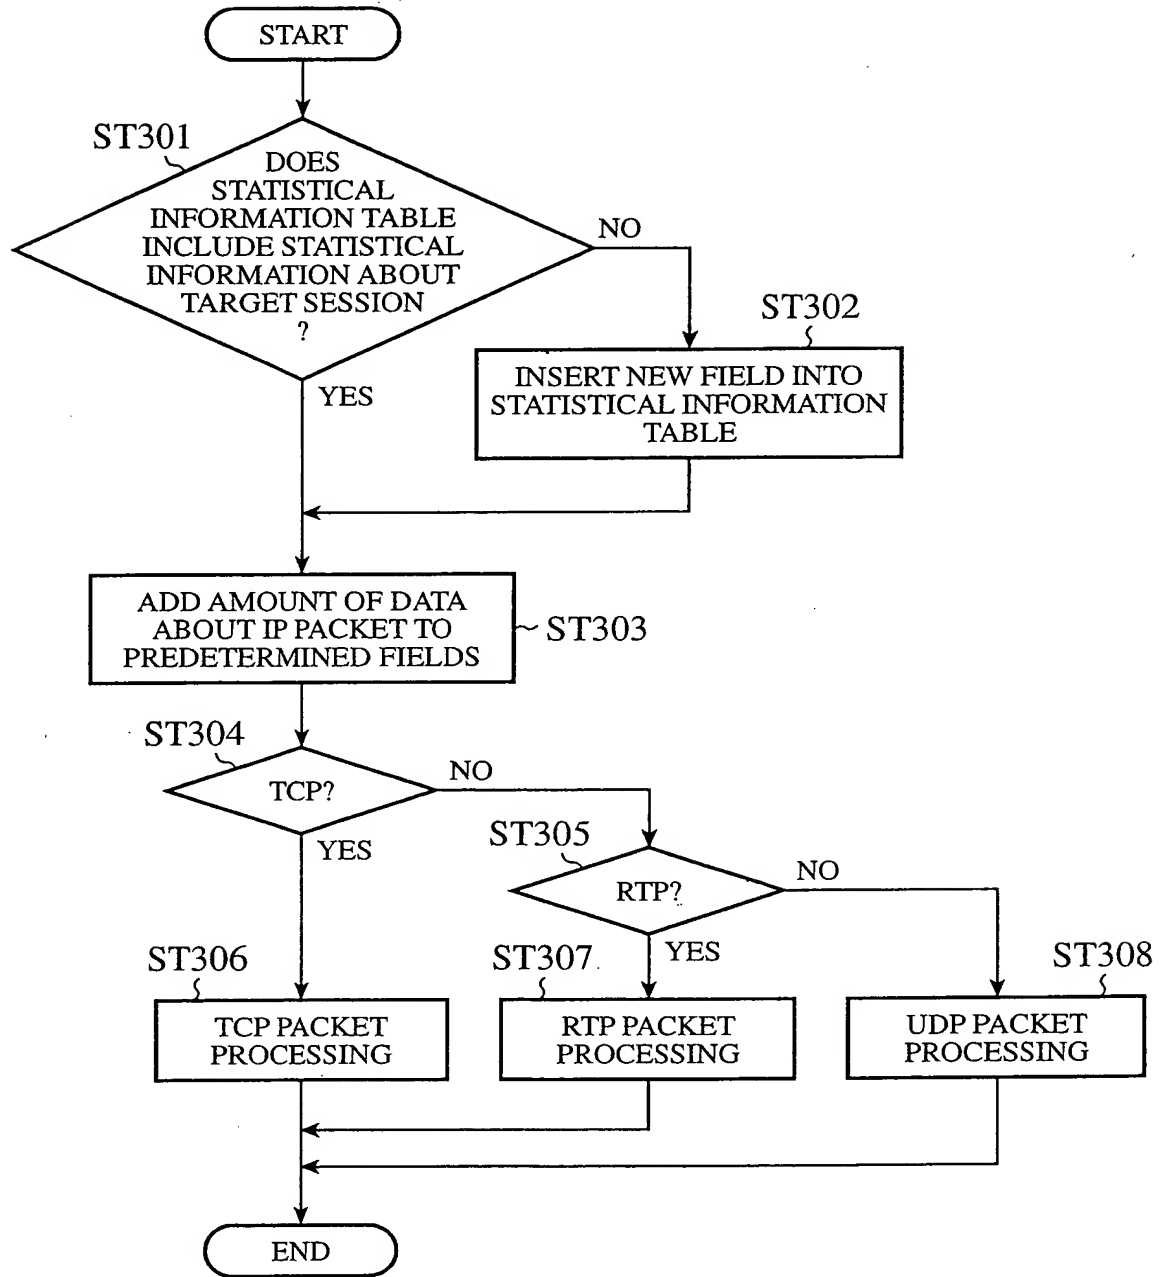 START
ST301
DOES
STATISTICAL
INFORMATION TABLE
INCLUDE STATISTICAL
INFORMATION ABOUT
TARGET SESSION
?
NO
ST302
INSERT NEW FIELD INTO
STATISTICAL INFORMATION
TABLE
YES
ADD AMOUNT OF DATA
ABOUT IP PACKET TO
PREDETERMINED FIELDS
ST303
ST304
TCP?
NO
YES
ST305
RTP?
NO
YES
ST306
TCP PACKET
PROCESSING
ST307
RTP PACKET
PROCESSING
ST308
UDP PACKET
PROCESSING
END